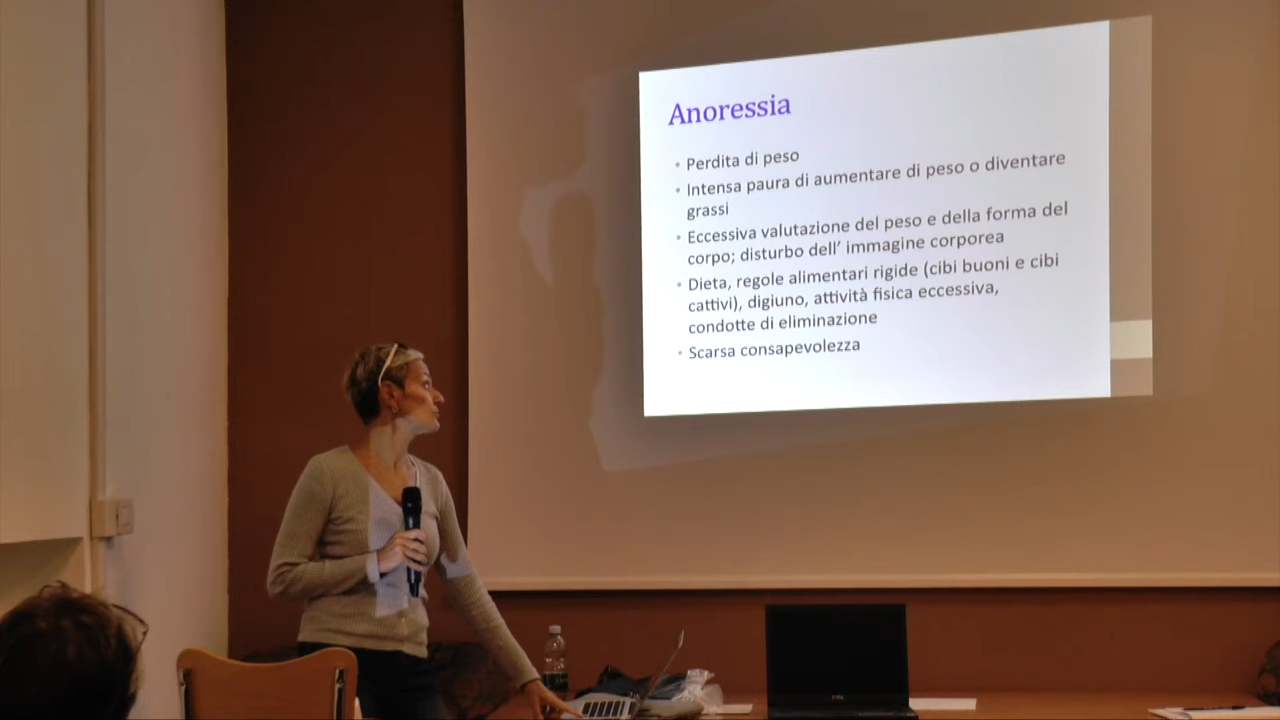 Anoressia
• Perdita di peso
• Intensa paura di aumentare di peso o diventare
grassi
• Eccessiva valutazione del peso e della forma del
corpo; disturbo dell’ immagine corporea
• Dieta, regole alimentari rigide (cibi buoni e cibi
cattivi), digiuno, attività fisica eccessiva,
condotte di eliminazione
• Scarsa consapevolezza
DELL